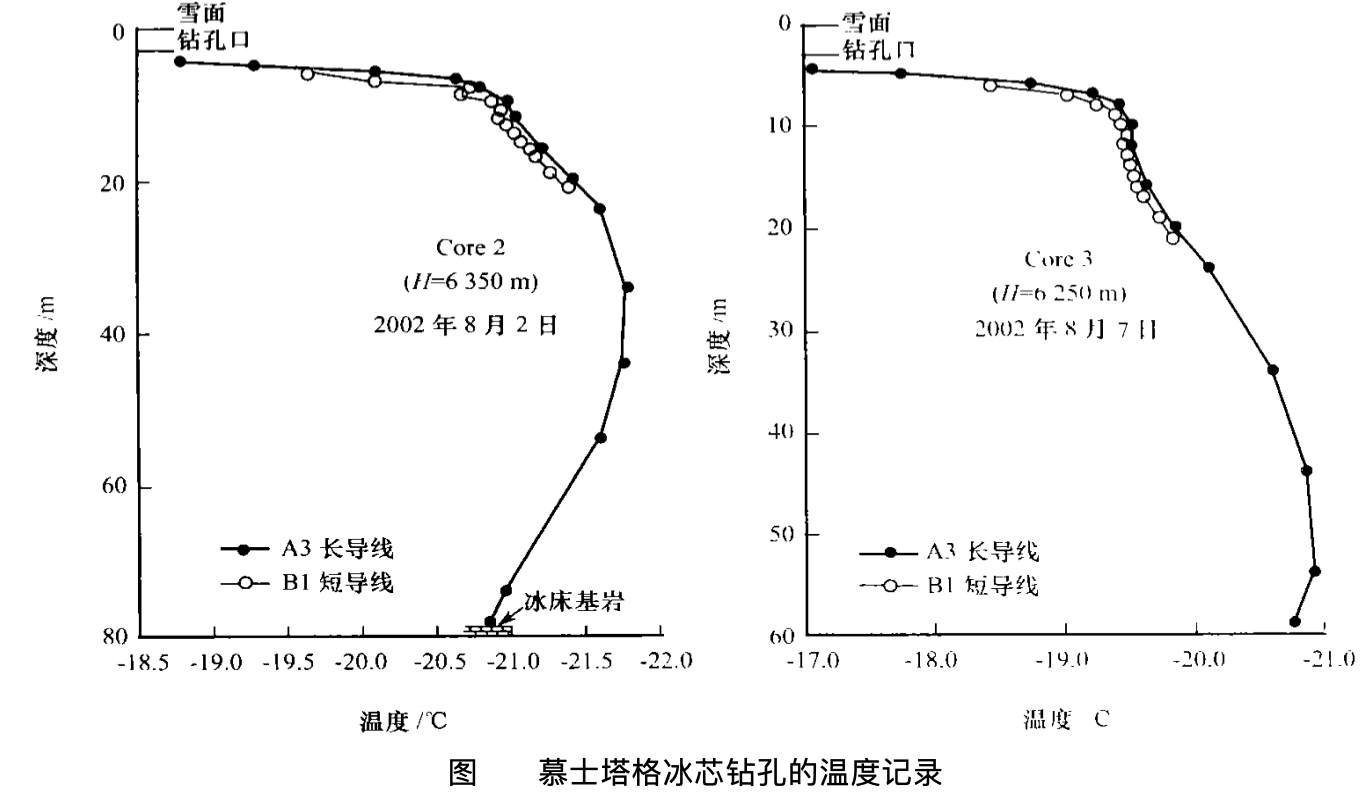 雪面
钻孔口
0
20
40
60
80
深度/m
Core 2
(H=6 350 m)
2002 年 8 月 2 日
A3 长导线
B1 短导线
冰床基岩
-18.5 -19.0 -19.5 -20.0 -20.5 -21.0 -21.5 -22.0
温度/℃
雪面
钻孔口
0
10
20
30
40
50
60
深度/m
Core 3
(H=6 250 m)
2002 年 8 月 7 日
A3 长导线
B1 短导线
-17.0 -18.0 -19.0 -20.0 -21.0
温度 C
图 慕士塔格冰芯钻孔的温度记录